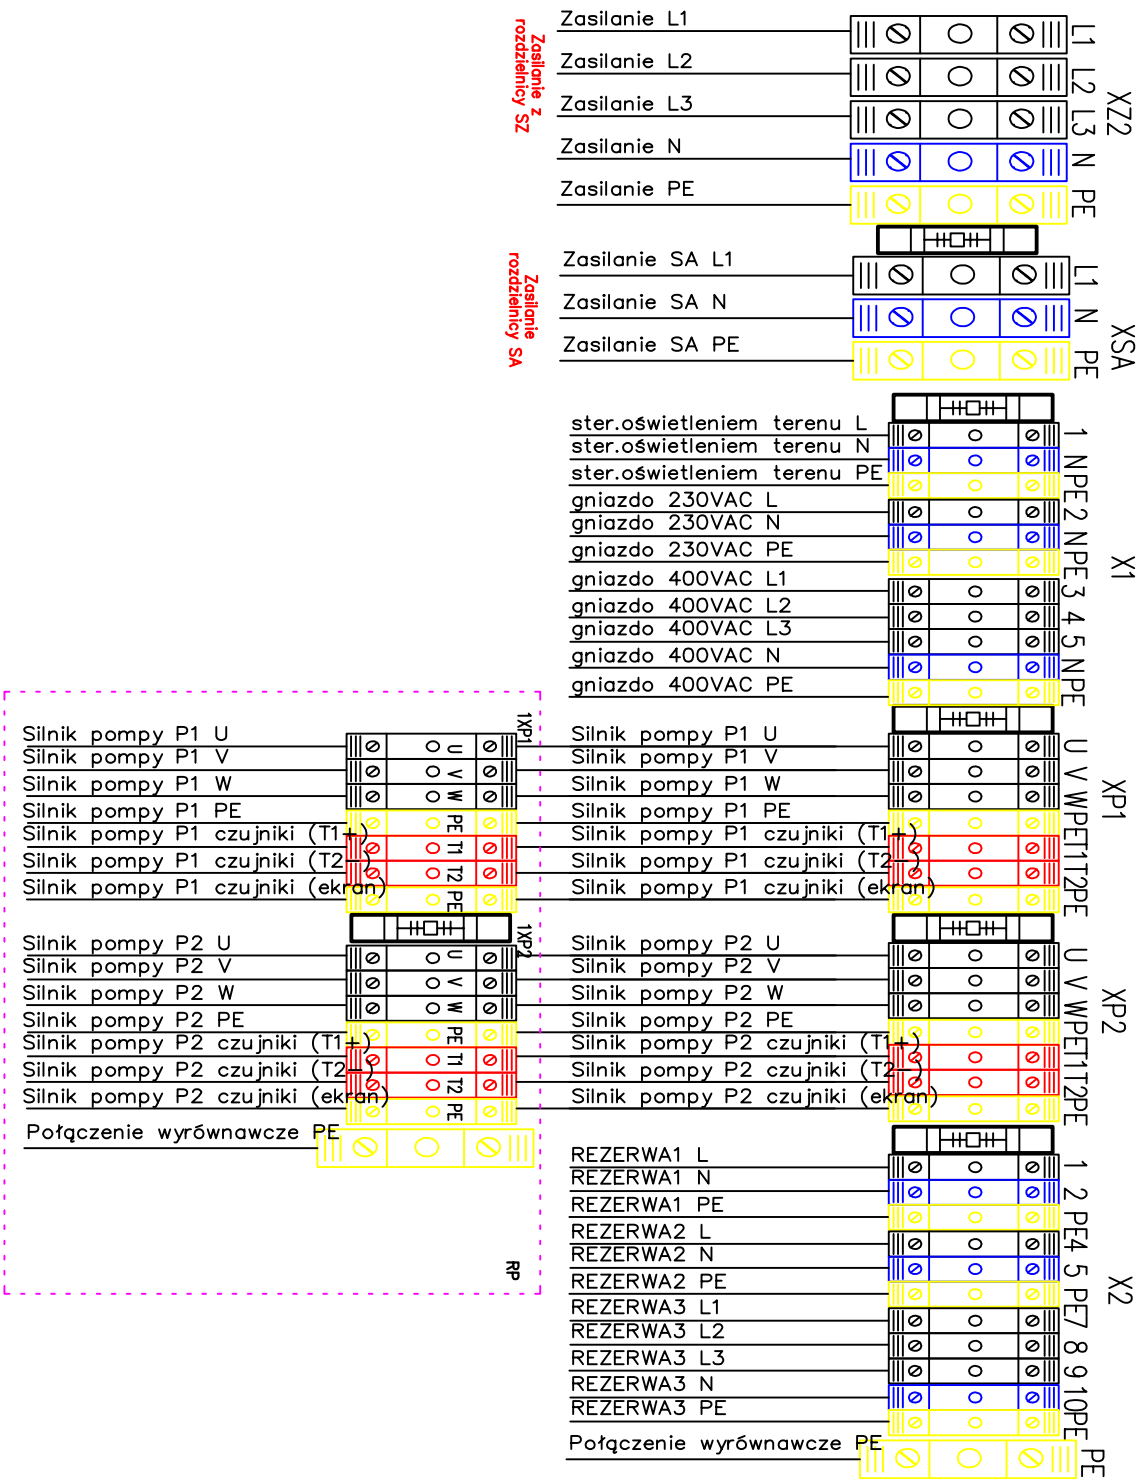 Zasilanie L1
Zasilanie L2
Zasilanie L3
Zasilanie N
Zasilanie PE
Zasilanie z
rozdzielnicy SZ
L1
L2
L3
N
PE
XZ2
Zasilanie SA L1
Zasilanie SA N
Zasilanie SA PE
Zasilanie
rozdzielnicy SA
L1
N
PE
XSA
ster.oświetleniem terenu L
ster.oświetleniem terenu N
ster.oświetleniem terenu PE
gniazdo 230VAC L
gniazdo 230VAC N
gniazdo 230VAC PE
gniazdo 400VAC L1
gniazdo 400VAC L2
gniazdo 400VAC L3
gniazdo 400VAC N
gniazdo 400VAC PE
1
N
PE
2
N
PE
3
4
5
N
PE
X1
Silnik pompy P1 U
Silnik pompy P1 V
Silnik pompy P1 W
Silnik pompy P1 PE
Silnik pompy P1 czujniki (T1+)
Silnik pompy P1 czujniki (T2-)
Silnik pompy P1 czujniki (ekran)
U
V
W
PE
T1
T2
PE
1XP1
Silnik pompy P1 U
Silnik pompy P1 V
Silnik pompy P1 W
Silnik pompy P1 PE
Silnik pompy P1 czujniki (T1+)
Silnik pompy P1 czujniki (T2-)
Silnik pompy P1 czujniki (ekran)
U
V
W
PE
T1
T2
PE
XP1
Silnik pompy P2 U
Silnik pompy P2 V
Silnik pompy P2 W
Silnik pompy P2 PE
Silnik pompy P2 czujniki (T1+)
Silnik pompy P2 czujniki (T2-)
Silnik pompy P2 czujniki (ekran)
U
V
W
PE
T1
T2
PE
1XP2
Połączenie wyrównawcze PE
RP
Silnik pompy P2 U
Silnik pompy P2 V
Silnik pompy P2 W
Silnik pompy P2 PE
Silnik pompy P2 czujniki (T1+)
Silnik pompy P2 czujniki (T2-)
Silnik pompy P2 czujniki (ekran)
U
V
W
PE
T1
T2
PE
XP2
REZERWA1 L
REZERWA1 N
REZERWA1 PE
REZERWA2 L
REZERWA2 N
REZERWA2 PE
REZERWA3 L1
REZERWA3 L2
REZERWA3 L3
REZERWA3 N
REZERWA3 PE
Połączenie wyrównawcze PE
1
2
PE
4
5
PE
7
8
9
10
PE
PE
X2